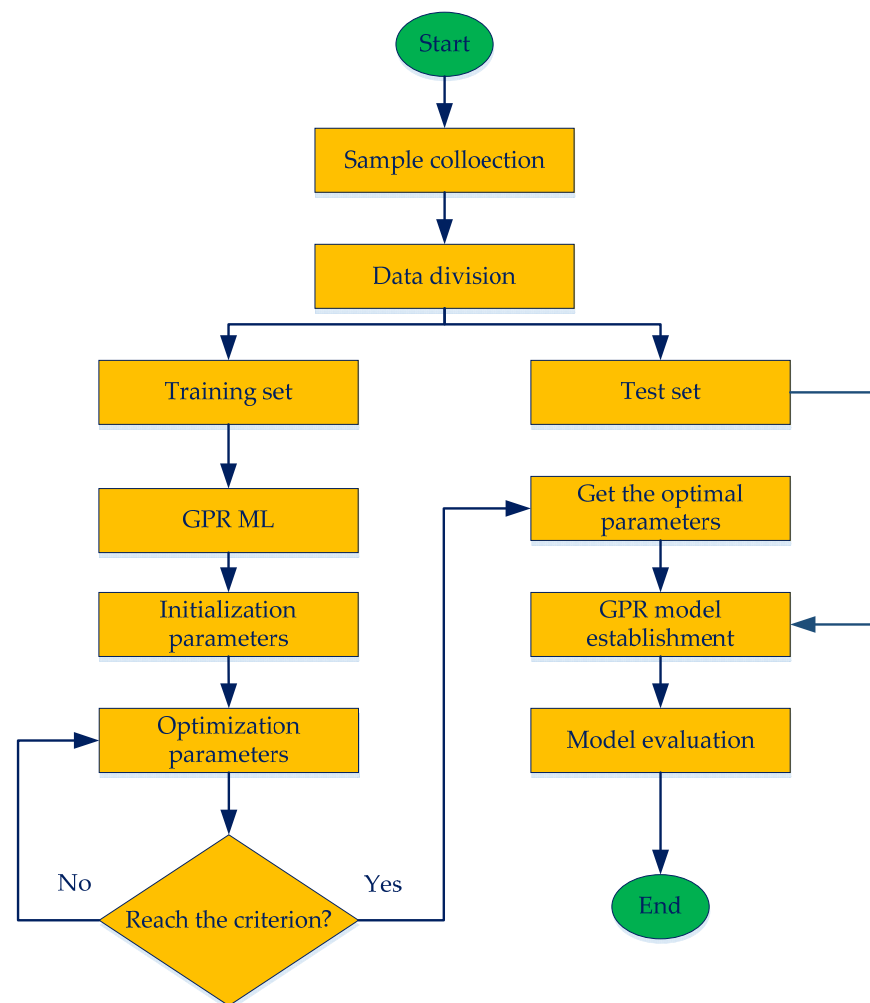 Start
Sample colloection
Data division
Training set
Test set
GPR ML
Get the optimal
parameters
Initialization
parameters
GPR model
establishment
Optimization
parameters
Model evaluation
No
Yes
Reach the criterion?
End